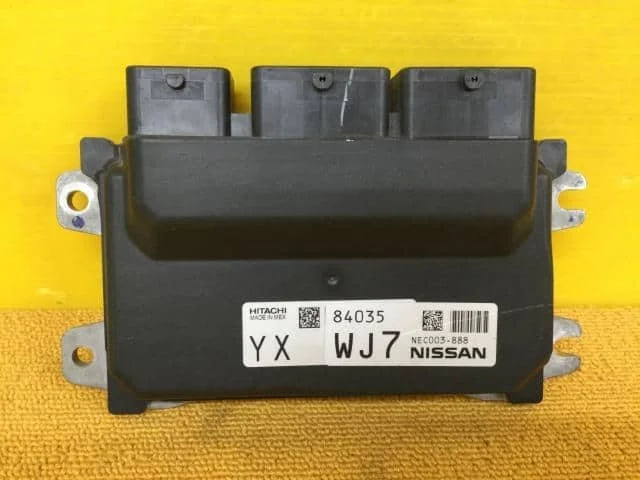 HITACHI
MADE IN MEX
84035
YX
WJ7
NEC003-888
NISSAN